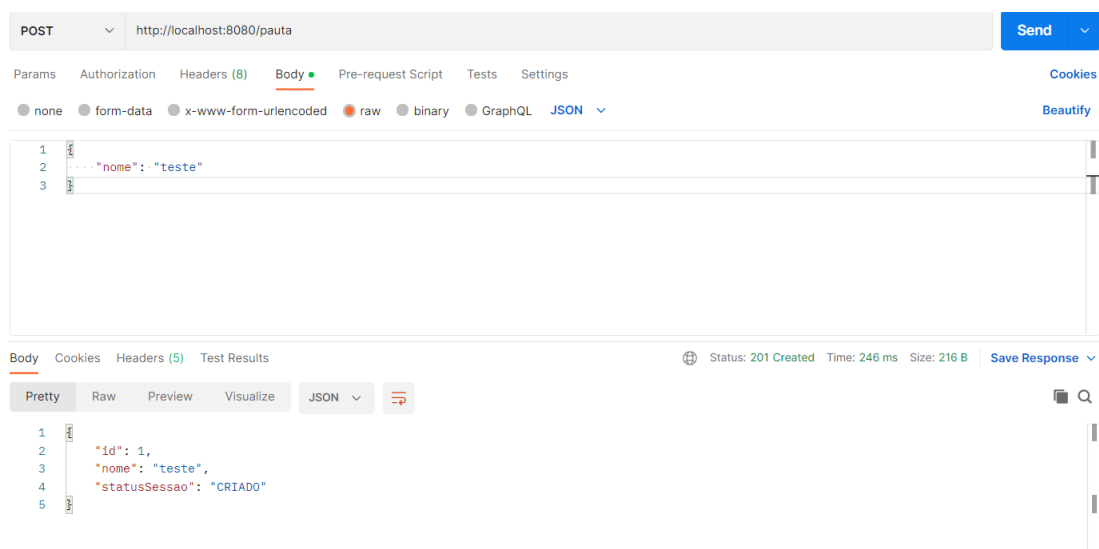 POST http://localhost:8080/pauta Send
Params Authorization Headers (8) Body Pre-request Script Tests Settings Cookies
none form-data x-www-form-urlencoded raw binary GraphQL JSON Beautify
1 {
2 ····"nome":·"teste"
3 }
Body Cookies Headers (5) Test Results Status: 201 Created Time: 246 ms Size: 216 B Save Response
Pretty Raw Preview Visualize JSON
1 {
2 "id": 1,
3 "nome": "teste",
4 "statusSessao": "CRIADO"
5 }